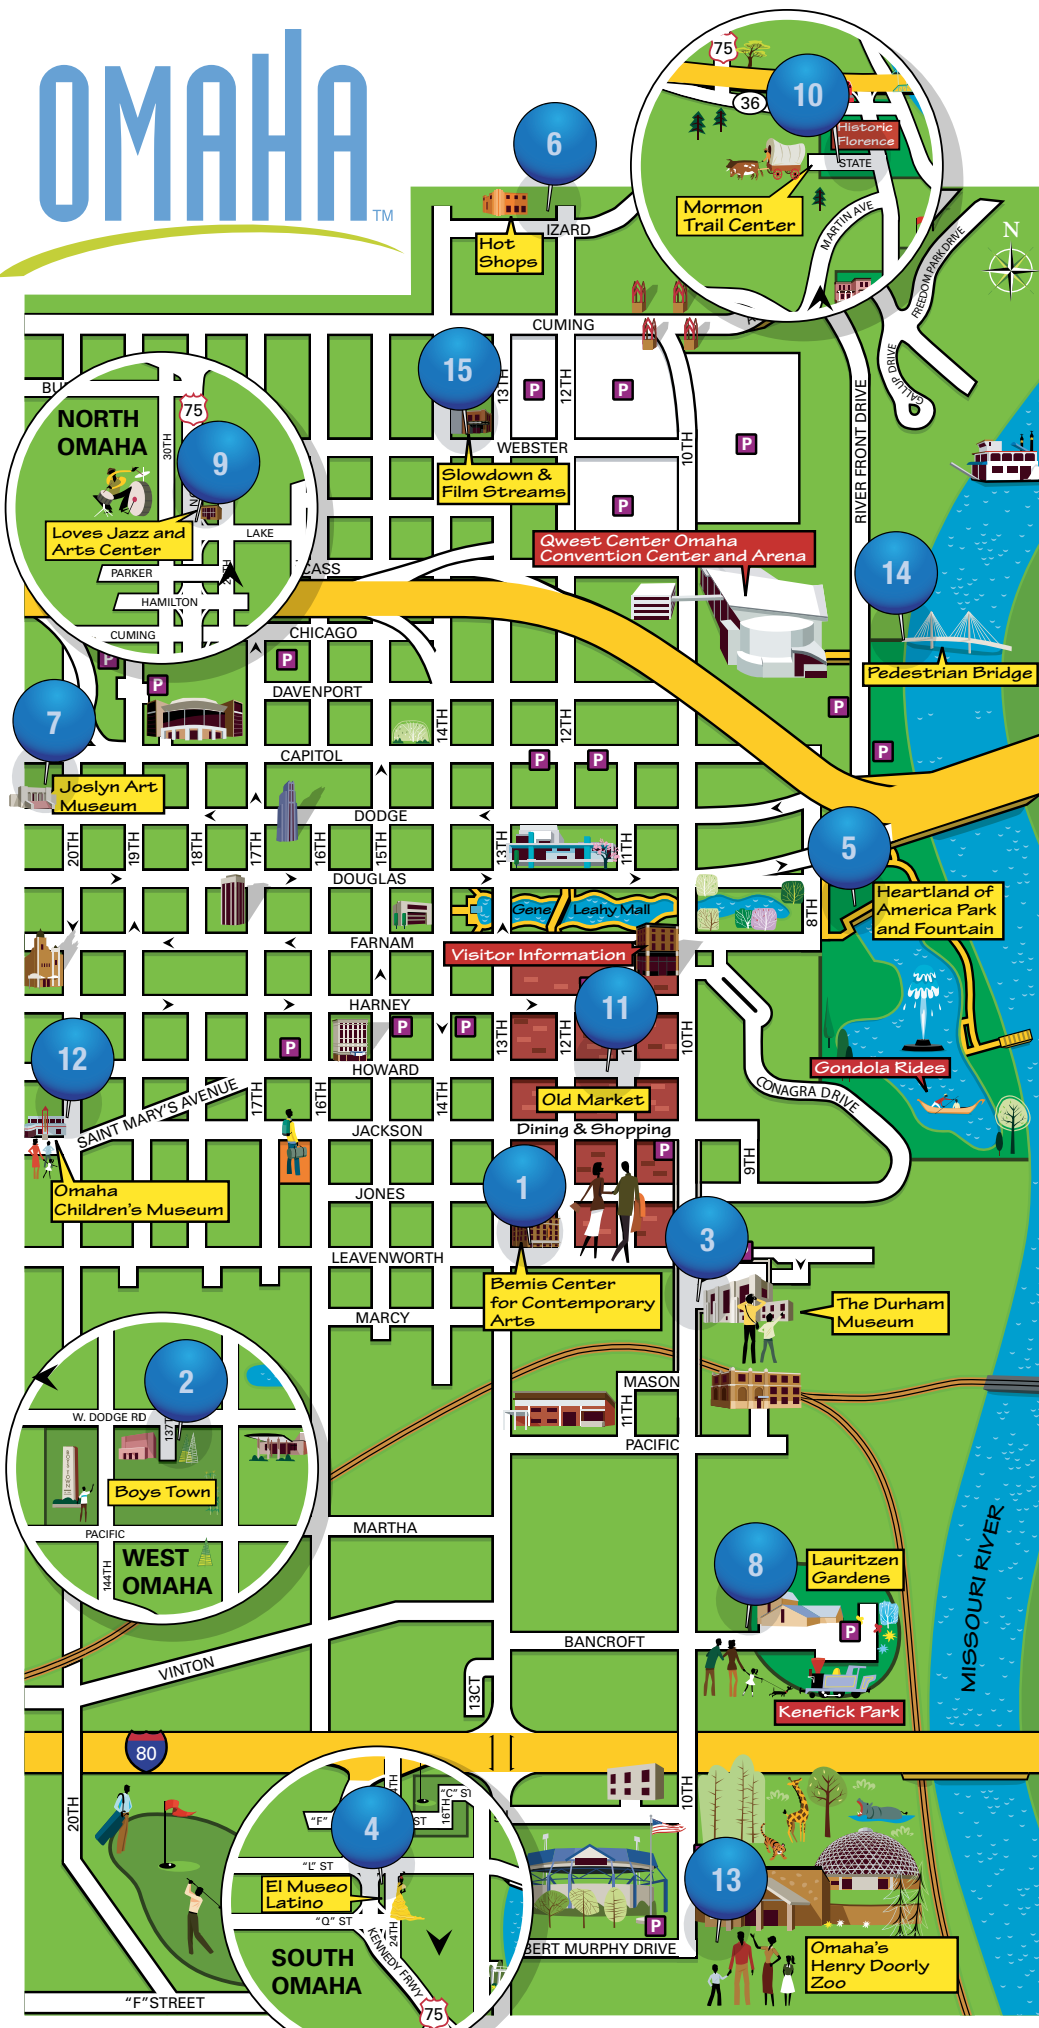 OMAHA
TM
75
36
10
Historic
Florence
STATE
Mormon
Trail Center
MARTIN AVE
6
IZARD
Hot
Shops
N
FREEDOM PARK DRIVE
GALLUP DRIVE
CUMING
15
13TH
12TH
P
P
10TH
P
RIVER FRONT DRIVE
WEBSTER
Slowdown &
Film Streams
P
NORTH
OMAHA
75
30TH
9
Loves Jazz and
Arts Center
LAKE
PARKER
HAMILTON
CUMING
CASS
Qwest Center Omaha
Convention Center and Arena
14
Pedestrian Bridge
CHICAGO
P
P
P
DAVENPORT
14TH
12TH
P
P
7
CAPITOL
P
P
Joslyn Art
Museum
DODGE
20TH
19TH
18TH
17TH
16TH
15TH
13TH
11TH
5
DOUGLAS
Gene
Leahy Mall
8TH
Heartland of
America Park
and Fountain
FARNAM
Visitor Information
HARNEY
11
P
P
P
13TH
12TH
10TH
12
HOWARD
Gondola Rides
CONAGRA DRIVE
SAINT MARY'S AVENUE
17TH
16TH
14TH
Old Market
Dining & Shopping
JACKSON
P
9TH
Omaha
Children's Museum
JONES
1
3
LEAVENWORTH
Bemis Center
for Contemporary
Arts
The Durham
Museum
MARCY
2
W. DODGE RD
137T
Boys Town
PACIFIC
144TH
WEST
OMAHA
MASON
11TH
PACIFIC
MARTHA
8
Lauritzen
Gardens
P
MISSOURI RIVER
BANCROFT
VINTON
13CT
Kenefick Park
80
20TH
10TH
4
"C" ST
16TH
"F"
ST
"L" ST
El Museo
Latino
"Q" ST
24TH
KENNEDY FRWY
SOUTH
OMAHA
75
13
P
BERT MURPHY DRIVE
Omaha's
Henry Doorly
Zoo
"F" STREET